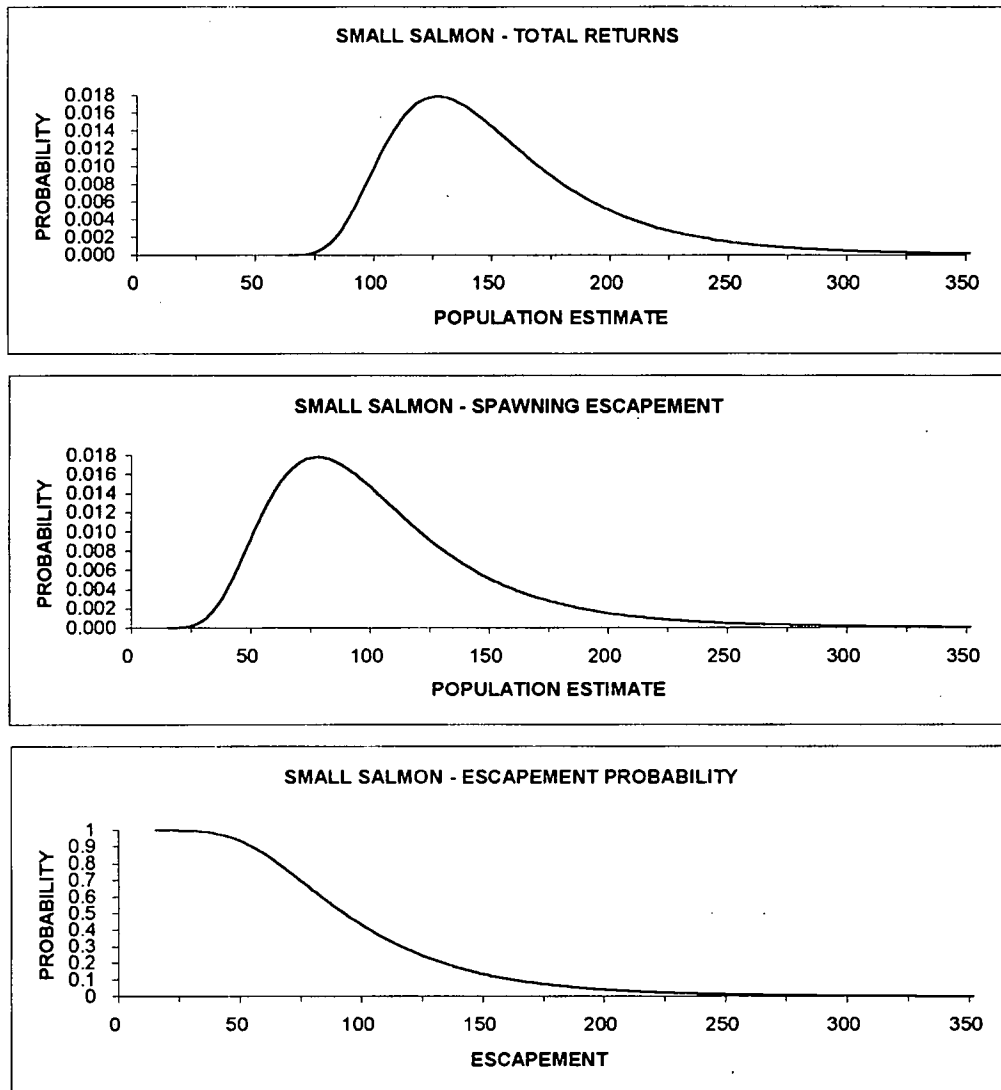 SMALL SALMON - TOTAL RETURNS
PROBABILITY
0.018
0.016
0.014
0.012
0.010
0.008
0.006
0.004
0.002
0.000
0 50 100 150 200 250 300 350
POPULATION ESTIMATE
SMALL SALMON - SPAWNING ESCAPEMENT
PROBABILITY
0.018
0.016
0.014
0.012
0.010
0.008
0.006
0.004
0.002
0.000
0 50 100 150 200 250 300 350
POPULATION ESTIMATE
SMALL SALMON - ESCAPEMENT PROBABILITY
PROBABILITY
1
0.9
0.8
0.7
0.6
0.5
0.4
0.3
0.2
0.1
0
0 50 100 150 200 250 300 350
ESCAPEMENT